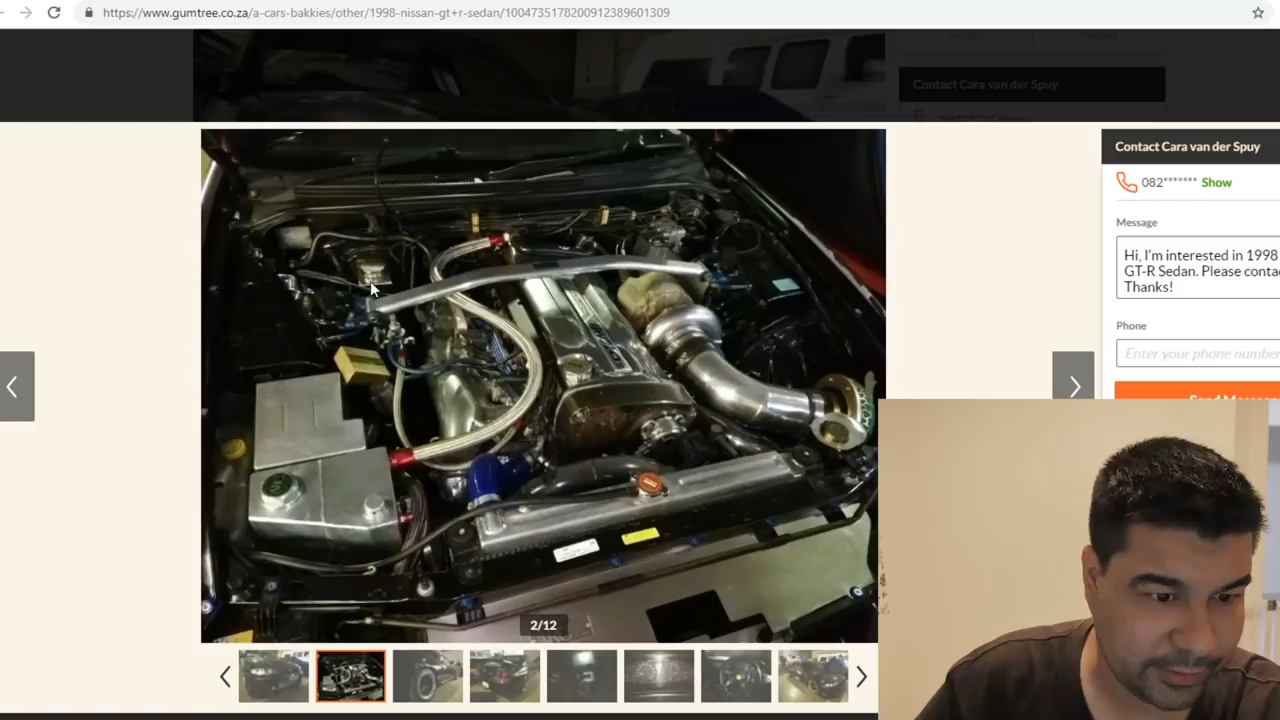 https://www.gumtree.co.za/a-cars-bakkies/other/1998-nissan-gt+r-sedan/1004735178200912389601309
Contact Cara van der Spuy
Contact Cara van der Spuy
082******* Show
Message
Hi, I'm interested in 1998
GT-R Sedan. Please conta
Thanks!
Phone
Enter your phone number
2/12